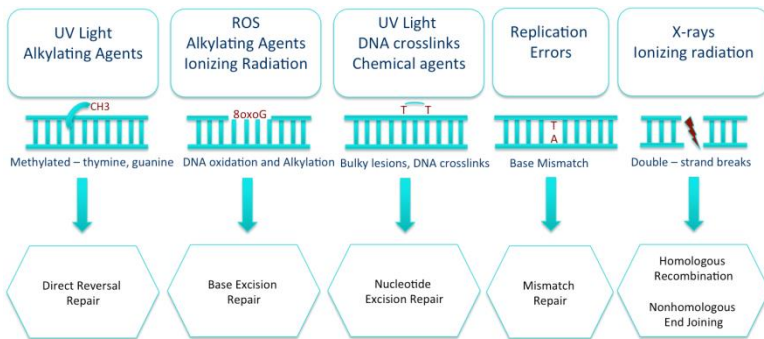 UV Light
Alkylating Agents
ROS
Alkylating Agents
Ionizing Radiation
UV Light
DNA crosslinks
Chemical agents
Replication
Errors
X-rays
Ionizing radiation
CH3
8oxoG
T T
T
A
Methylated – thymine, guanine
DNA oxidation and Alkylation
Bulky lesions, DNA crosslinks
Base Mismatch
Double – strand breaks
Direct Reversal
Repair
Base Excision
Repair
Nucleotide
Excision Repair
Mismatch
Repair
Homologous
Recombination
Nonhomologous
End Joining